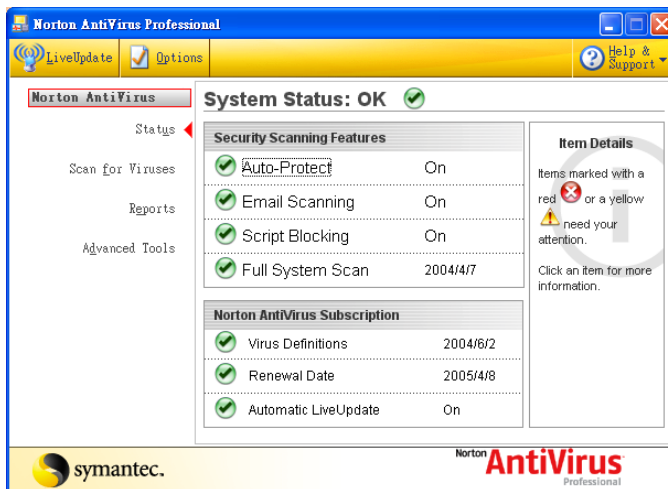 Norton AntiVirus Professional
LiveUpdate Options Help & Support
Norton AntiVirus
Status
Scan for Viruses
Reports
Advanced Tools
System Status: OK
Security Scanning Features
Auto-Protect On
Email Scanning On
Script Blocking On
Full System Scan 2004/4/7
Norton AntiVirus Subscription
Virus Definitions 2004/6/2
Renewal Date 2005/4/8
Automatic LiveUpdate On
Item Details
Items marked with a
red or a yellow
need your
attention.
Click an item for more
information.
symantec.
Norton AntiVirus
Professional